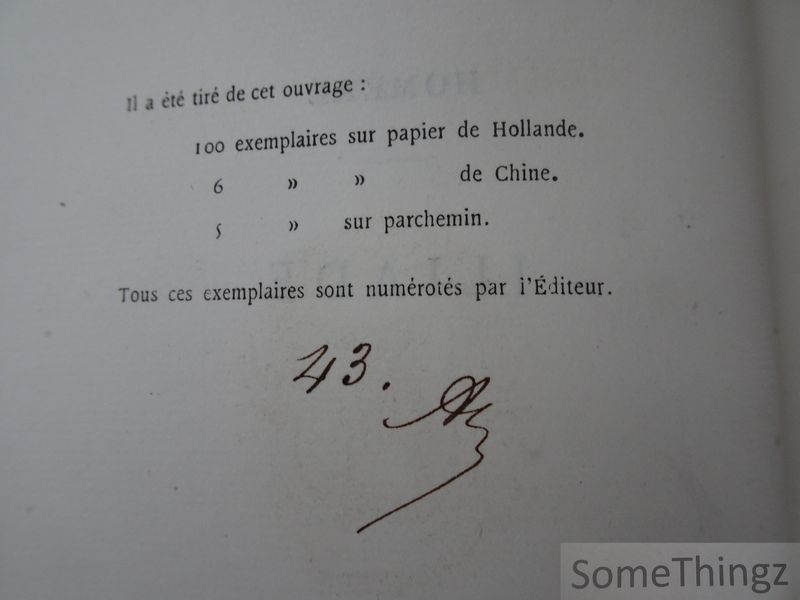 Il a été tiré de cet ouvrage :
100 exemplaires sur papier de Hollande.
6 » » de Chine.
5 » sur parchemin.
Tous ces exemplaires sont numérotés par l'Éditeur.
43.
SomeThingz